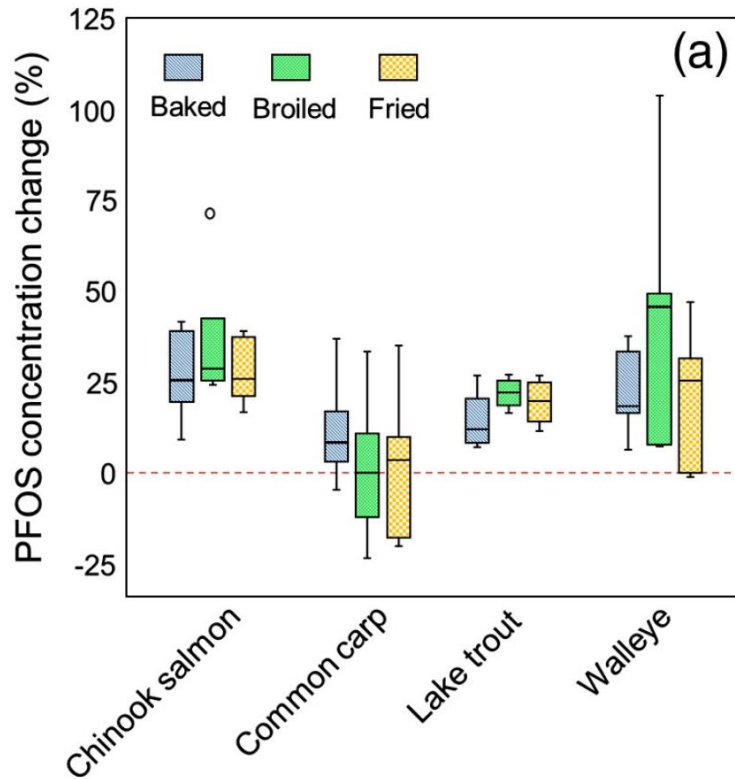 (a)
Baked Broiled Fried
PFOS concentration change (%)
125
100
75
50
25
0
-25
Chinook salmon
Common carp
Lake trout
Walleye